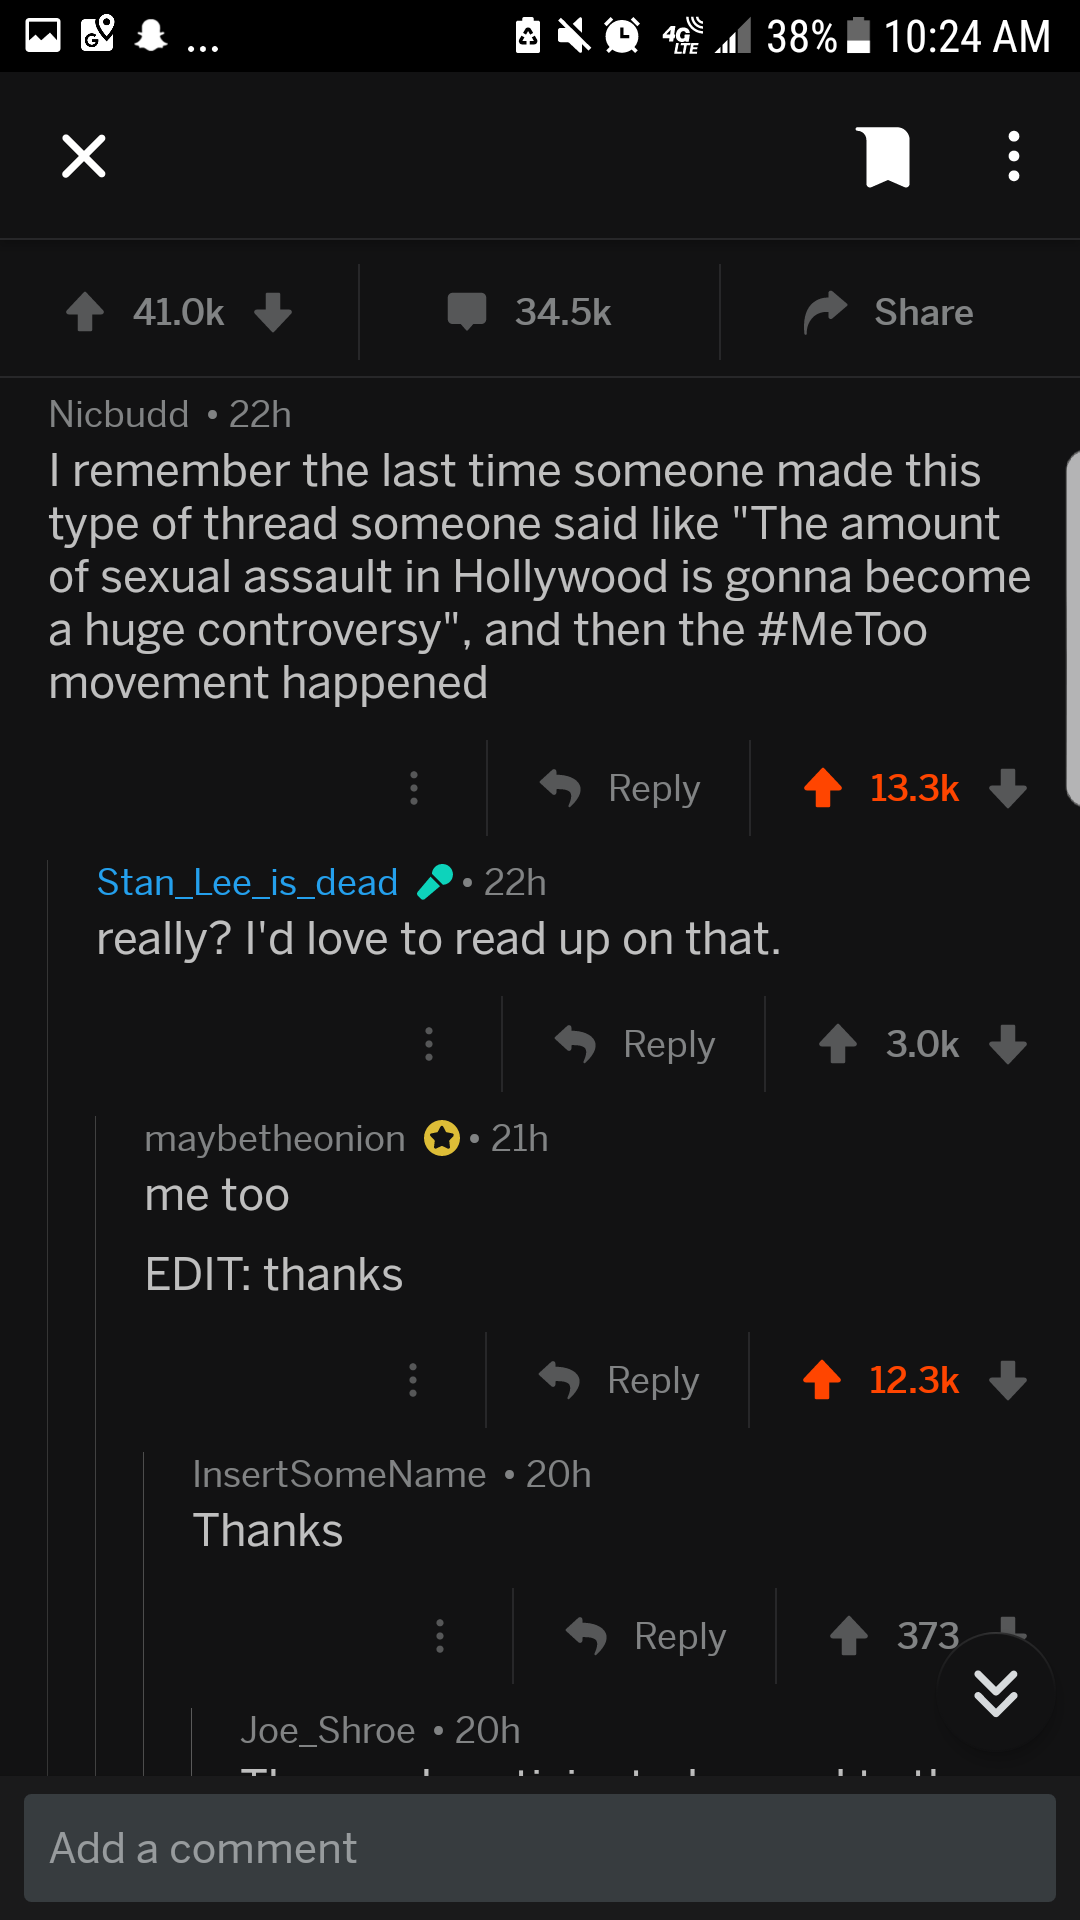 ... 4G LTE 38% 10:24 AM
41.0k 34.5k Share
Nicbudd • 22h
I remember the last time someone made this
type of thread someone said like "The amount
of sexual assault in Hollywood is gonna become
a huge controversy", and then the #MeToo
movement happened
Reply 13.3k
Stan_Lee_is_dead • 22h
really? I'd love to read up on that.
Reply 3.0k
maybetheonion • 21h
me too
EDIT: thanks
Reply 12.3k
InsertSomeName • 20h
Thanks
Reply 373
Joe_Shroe • 20h
Add a comment